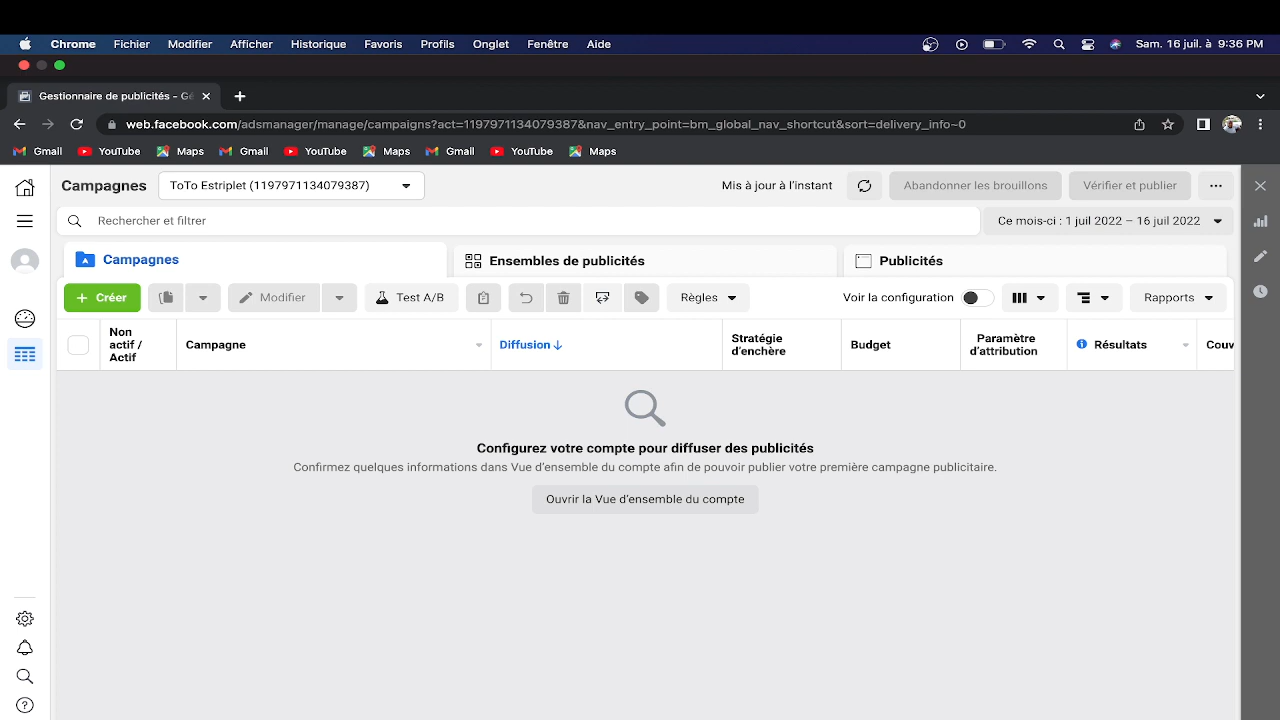 Chrome Fichier Modifier Afficher Historique Favoris Profils Onglet Fenêtre Aide Sam. 16 juil. à 9:36 PM
Gestionnaire de publicités - Gé
web.facebook.com/adsmanager/manage/campaigns?act=1197971134079387&nav_entry_point=bm_global_nav_shortcut&sort=delivery_info~0
Gmail YouTube Maps Gmail YouTube Maps Gmail YouTube Maps
Campagnes ToTo Estriplet (1197971134079387) Mis à jour à l'instant Abandonner les brouillons Vérifier et publier
Rechercher et filtrer Ce mois-ci : 1 juil 2022 – 16 juil 2022
Campagnes Ensembles de publicités Publicités
+ Créer Modifier Test A/B Règles Voir la configuration Rapports
Non actif / Actif Campagne Diffusion ↓ Stratégie d'enchère Budget Paramètre d'attribution Résultats Couv
Configurez votre compte pour diffuser des publicités
Confirmez quelques informations dans Vue d'ensemble du compte afin de pouvoir publier votre première campagne publicitaire.
Ouvrir la Vue d'ensemble du compte